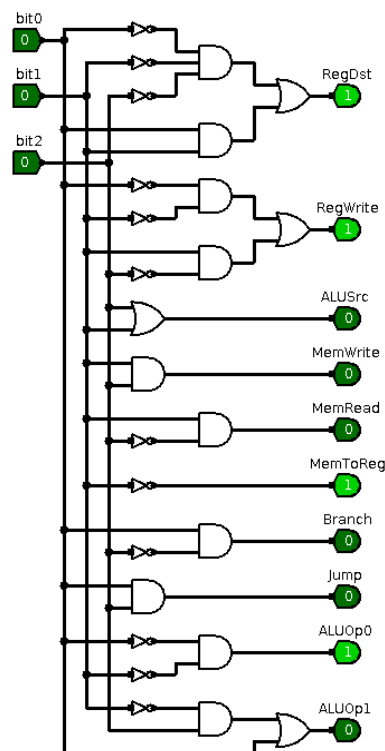 bit0
0
bit1
0
bit2
0
RegDst
1
RegWrite
1
ALUSrc
0
MemWrite
0
MemRead
0
MemToReg
1
Branch
0
Jump
0
ALUOp0
1
ALUOp1
0